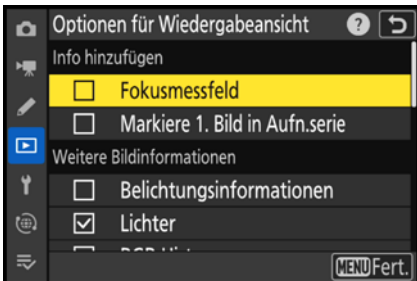 Optionen für Wiedergabeansicht
Info hinzufügen
Fokusmessfeld
Markiere 1. Bild in Aufn.serie
Weitere Bildinformationen
Belichtungsinformationen
Lichter
MENU Fert.